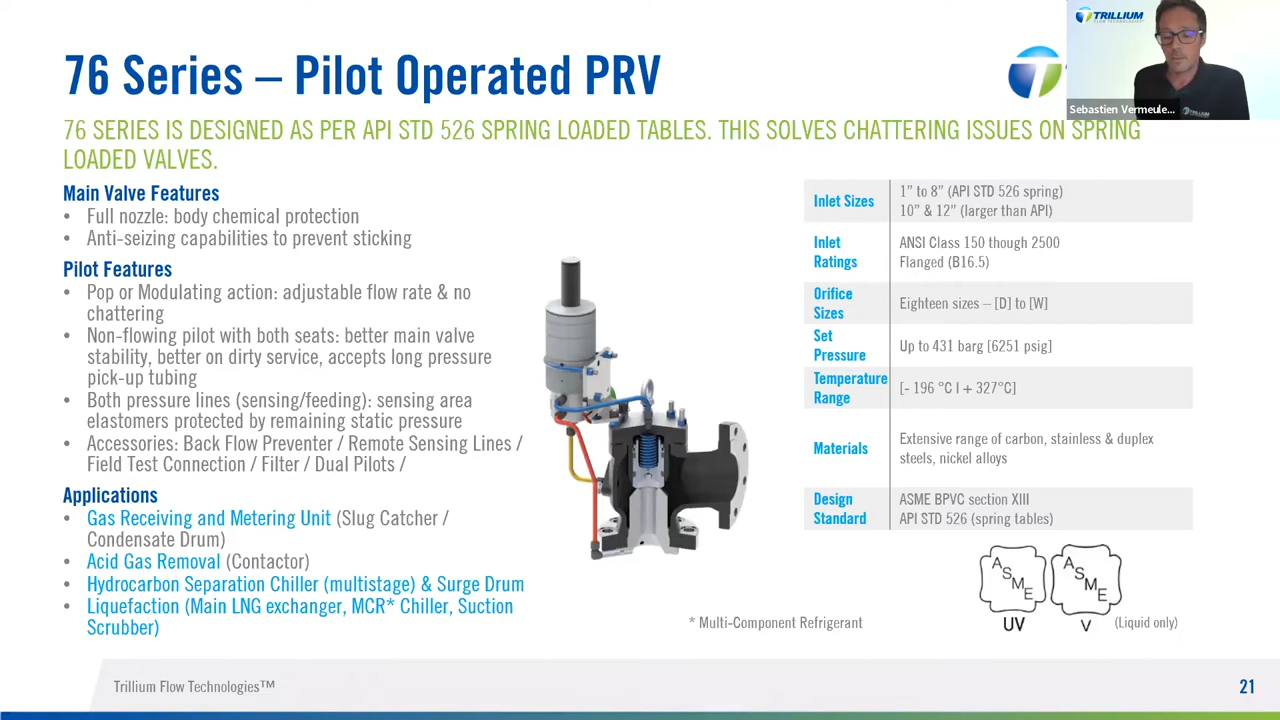 76 Series – Pilot Operated PRV
76 SERIES IS DESIGNED AS PER API STD 526 SPRING LOADED TABLES. THIS SOLVES CHATTERING ISSUES ON SPRING
LOADED VALVES.
Main Valve Features
• Full nozzle: body chemical protection
• Anti-seizing capabilities to prevent sticking
Pilot Features
• Pop or Modulating action: adjustable flow rate & no
chattering
• Non-flowing pilot with both seats: better main valve
stability, better on dirty service, accepts long pressure
pick-up tubing
• Both pressure lines (sensing/feeding): sensing area
elastomers protected by remaining static pressure
• Accessories: Back Flow Preventer / Remote Sensing Lines /
Field Test Connection / Filter / Dual Pilots /
Applications
• Gas Receiving and Metering Unit (Slug Catcher /
Condensate Drum)
• Acid Gas Removal (Contactor)
• Hydrocarbon Separation Chiller (multistage) & Surge Drum
• Liquefaction (Main LNG exchanger, MCR* Chiller, Suction
Scrubber)
TRILLIUM
FLOW TECHNOLOGIES
TRILLIUM
Sebastien Vermeule...
Inlet Sizes
1” to 8” (API STD 526 spring)
10” & 12” (larger than API)
Inlet
Ratings
ANSI Class 150 though 2500
Flanged (B16.5)
Orifice
Sizes
Eighteen sizes – [D] to [W]
Set
Pressure
Up to 431 barg [6251 psig]
Temperature
Range
[- 196 °C I + 327°C]
Materials
Extensive range of carbon, stainless & duplex
steels, nickel alloys
Design
Standard
ASME BPVC section XIII
API STD 526 (spring tables)
ASME
UV
ASME
V
(Liquid only)
* Multi-Component Refrigerant
Trillium Flow Technologies™
21